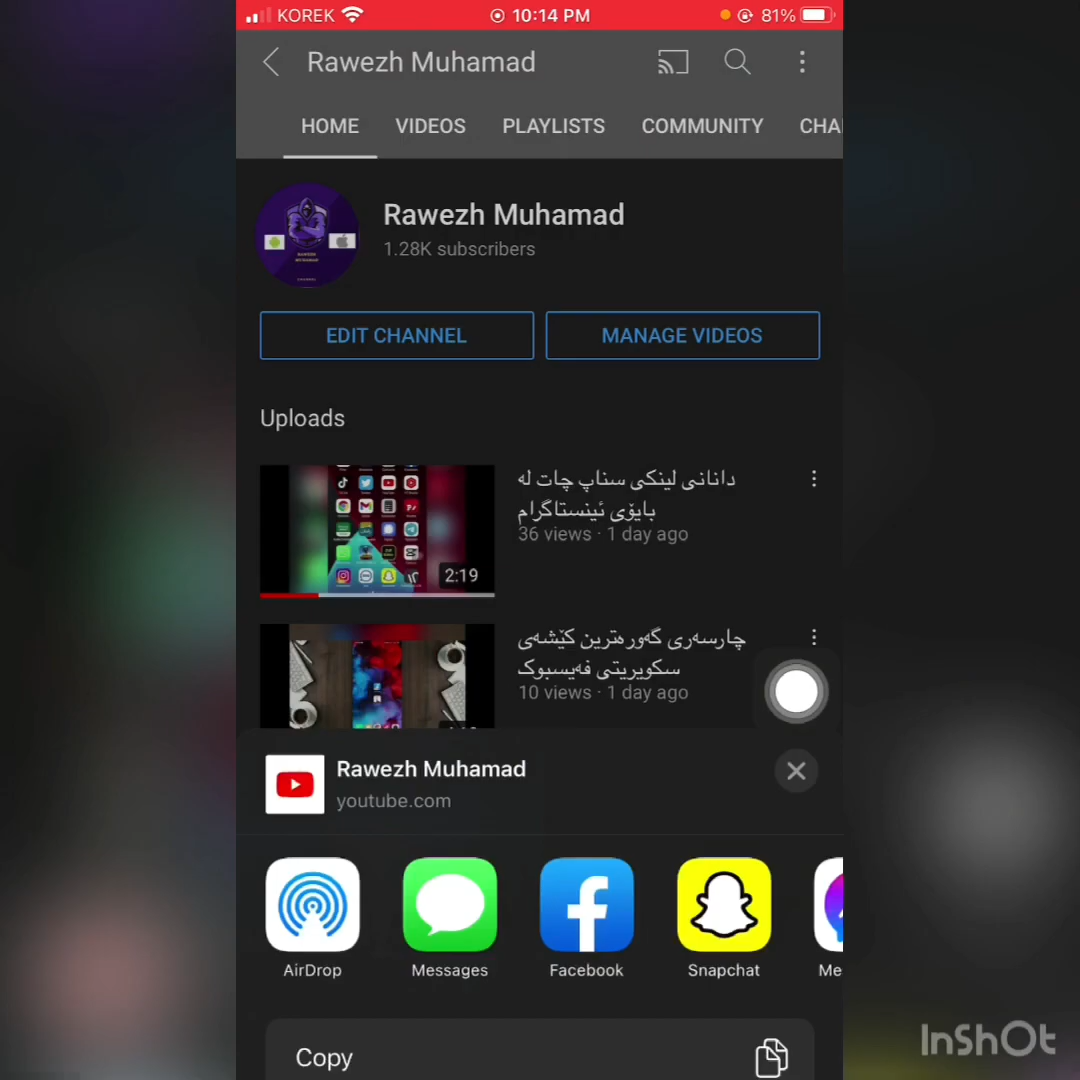 KOREK 10:14 PM 81%
Rawezh Muhamad
HOME VIDEOS PLAYLISTS COMMUNITY CHA
Rawezh Muhamad
1.28K subscribers
EDIT CHANNEL MANAGE VIDEOS
Uploads
دانانی لینکی سناپ چات لە
بایۆی ئینستاگرام
36 views · 1 day ago
2:19
چارسەری گەورەترین کێشەی
سکویریتی فەیسبوک
10 views · 1 day ago
Rawezh Muhamad
youtube.com
AirDrop Messages Facebook Snapchat Me
Copy
InShOt